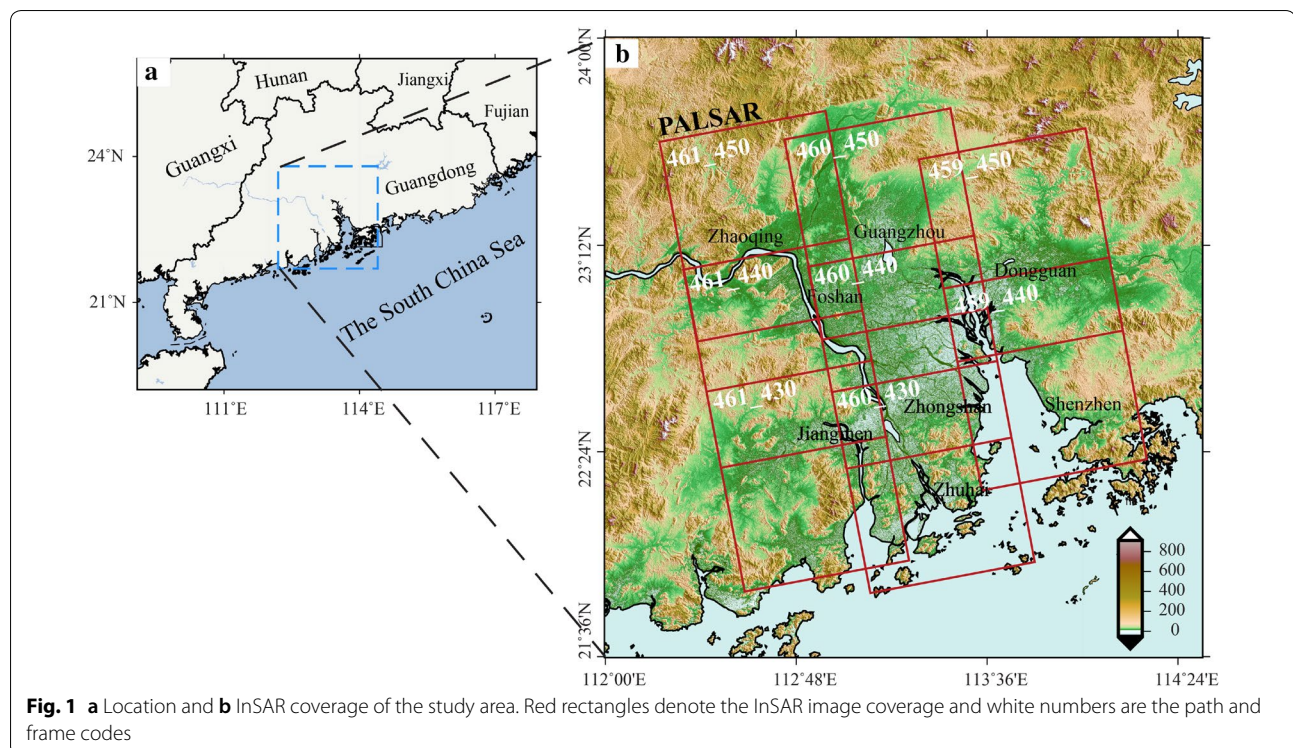 a
Hunan
Jiangxi
Fujian
Guangxi
Guangdong
The South China Sea
24°N
21°N
111°E
114°E
117°E
b
PALSAR
461_450
460_450
459_450
Zhaoqing
Guangzhou
461_440
460_440
Dongguan
Foshan
459_440
461_430
460_430
Zhongshan
Shenzhen
Jiangmen
Zhuhai
800
600
400
200
0
24°00'N
23°12'N
22°24'N
21°36'N
112°00'E
112°48'E
113°36'E
114°24'E
Fig. 1 a Location and b InSAR coverage of the study area. Red rectangles denote the InSAR image coverage and white numbers are the path and
frame codes